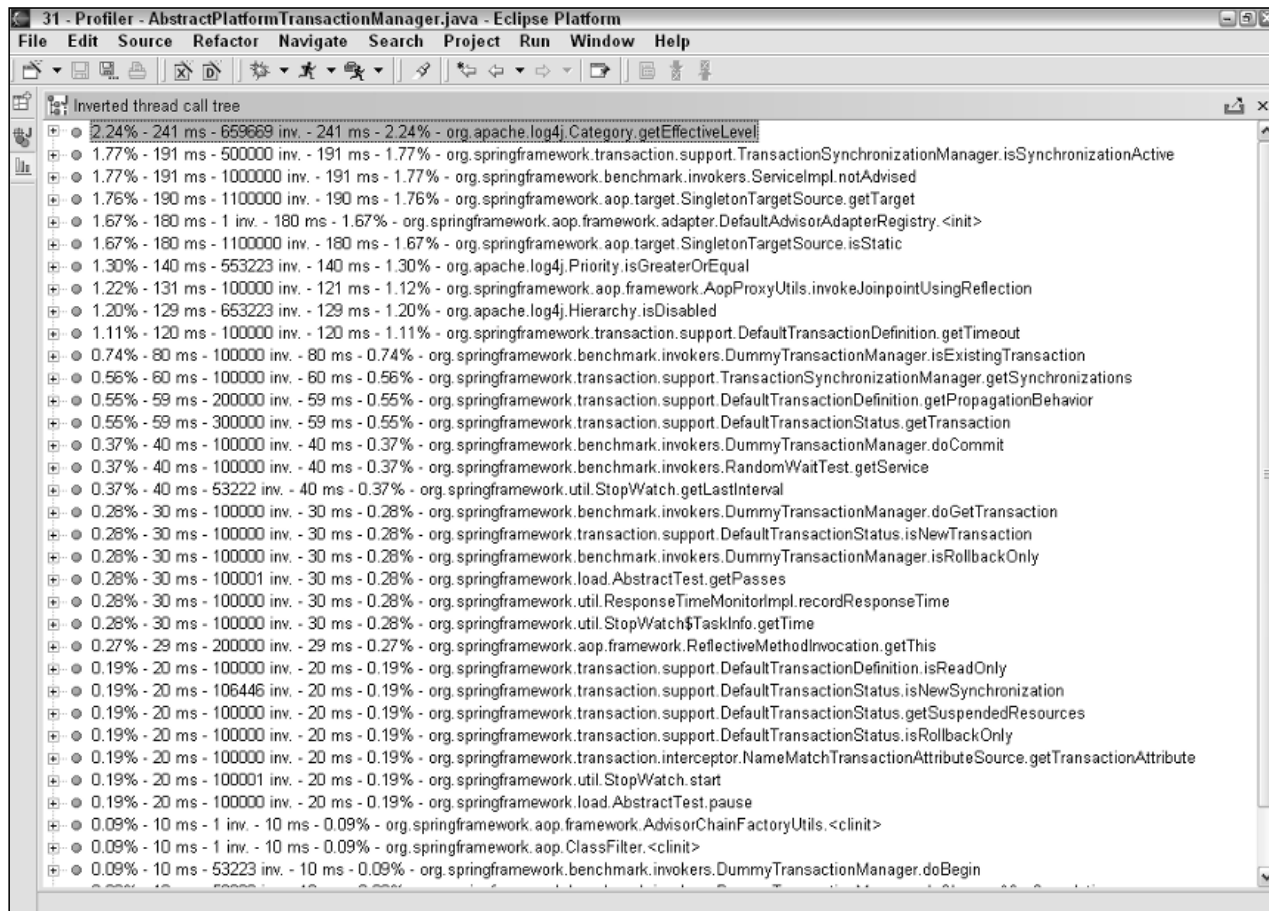 31 - Profiler - AbstractPlatformTransactionManager.java - Eclipse Platform
File Edit Source Refactor Navigate Search Project Run Window Help
Inverted thread call tree
2.24% - 241 ms - 659669 inv. - 241 ms - 2.24% - org.apache.log4j.Category.getEffectiveLevel
1.77% - 191 ms - 500000 inv. - 191 ms - 1.77% - org.springframework.transaction.support.TransactionSynchronizationManager.isSynchronizationActive
1.77% - 191 ms - 1000000 inv. - 191 ms - 1.77% - org.springframework.benchmark.invokers.ServiceImpl.notAdvised
1.76% - 190 ms - 1100000 inv. - 190 ms - 1.76% - org.springframework.aop.target.SingletonTargetSource.getTarget
1.67% - 180 ms - 1 inv. - 180 ms - 1.67% - org.springframework.aop.framework.adapter.DefaultAdvisorAdapterRegistry.<init>
1.67% - 180 ms - 1100000 inv. - 180 ms - 1.67% - org.springframework.aop.target.SingletonTargetSource.isStatic
1.30% - 140 ms - 553223 inv. - 140 ms - 1.30% - org.apache.log4j.Priority.isGreaterOrEqual
1.22% - 131 ms - 100000 inv. - 121 ms - 1.12% - org.springframework.aop.framework.AopProxyUtils.invokeJoinpointUsingReflection
1.20% - 129 ms - 653223 inv. - 129 ms - 1.20% - org.apache.log4j.Hierarchy.isDisabled
1.11% - 120 ms - 100000 inv. - 120 ms - 1.11% - org.springframework.transaction.support.DefaultTransactionDefinition.getTimeout
0.74% - 80 ms - 100000 inv. - 80 ms - 0.74% - org.springframework.benchmark.invokers.DummyTransactionManager.isExistingTransaction
0.56% - 60 ms - 100000 inv. - 60 ms - 0.56% - org.springframework.transaction.support.TransactionSynchronizationManager.getSynchronizations
0.55% - 59 ms - 200000 inv. - 59 ms - 0.55% - org.springframework.transaction.support.DefaultTransactionDefinition.getPropagationBehavior
0.55% - 59 ms - 300000 inv. - 59 ms - 0.55% - org.springframework.transaction.support.DefaultTransactionStatus.getTransaction
0.37% - 40 ms - 100000 inv. - 40 ms - 0.37% - org.springframework.benchmark.invokers.DummyTransactionManager.doCommit
0.37% - 40 ms - 100000 inv. - 40 ms - 0.37% - org.springframework.benchmark.invokers.RandomWaitTest.getService
0.37% - 40 ms - 53222 inv. - 40 ms - 0.37% - org.springframework.util.StopWatch.getLastInterval
0.28% - 30 ms - 100000 inv. - 30 ms - 0.28% - org.springframework.benchmark.invokers.DummyTransactionManager.doGetTransaction
0.28% - 30 ms - 100000 inv. - 30 ms - 0.28% - org.springframework.transaction.support.DefaultTransactionStatus.isNewTransaction
0.28% - 30 ms - 100000 inv. - 30 ms - 0.28% - org.springframework.benchmark.invokers.DummyTransactionManager.isRollbackOnly
0.28% - 30 ms - 100001 inv. - 30 ms - 0.28% - org.springframework.load.AbstractTest.getPasses
0.28% - 30 ms - 100000 inv. - 30 ms - 0.28% - org.springframework.util.ResponseTimeMonitorImpl.recordResponseTime
0.28% - 30 ms - 100000 inv. - 30 ms - 0.28% - org.springframework.util.StopWatch$TaskInfo.getTime
0.27% - 29 ms - 200000 inv. - 29 ms - 0.27% - org.springframework.aop.framework.ReflectiveMethodInvocation.getThis
0.19% - 20 ms - 100000 inv. - 20 ms - 0.19% - org.springframework.transaction.support.DefaultTransactionDefinition.isReadOnly
0.19% - 20 ms - 106446 inv. - 20 ms - 0.19% - org.springframework.transaction.support.DefaultTransactionStatus.isNewSynchronization
0.19% - 20 ms - 100000 inv. - 20 ms - 0.19% - org.springframework.transaction.support.DefaultTransactionStatus.getSuspendedResources
0.19% - 20 ms - 100000 inv. - 20 ms - 0.19% - org.springframework.transaction.support.DefaultTransactionStatus.isRollbackOnly
0.19% - 20 ms - 100000 inv. - 20 ms - 0.19% - org.springframework.transaction.interceptor.NameMatchTransactionAttributeSource.getTransactionAttribute
0.19% - 20 ms - 100001 inv. - 20 ms - 0.19% - org.springframework.util.StopWatch.start
0.19% - 20 ms - 100000 inv. - 20 ms - 0.19% - org.springframework.load.AbstractTest.pause
0.09% - 10 ms - 1 inv. - 10 ms - 0.09% - org.springframework.aop.framework.AdvisorChainFactoryUtils.<clinit>
0.09% - 10 ms - 1 inv. - 10 ms - 0.09% - org.springframework.aop.ClassFilter.<clinit>
0.09% - 10 ms - 53223 inv. - 10 ms - 0.09% - org.springframework.benchmark.invokers.DummyTransactionManager.doBegin